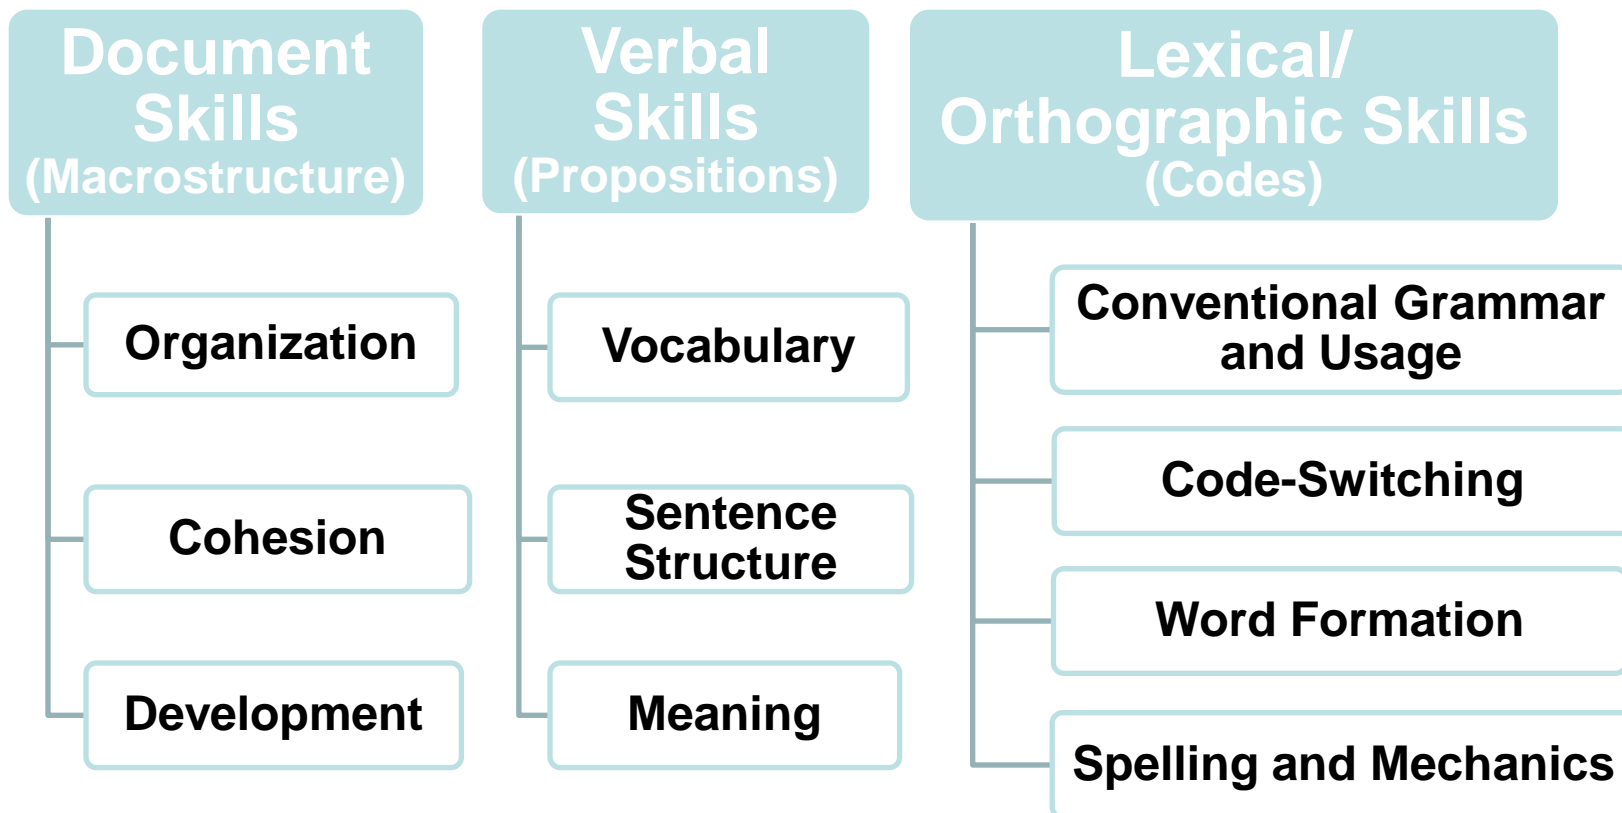 Document
Skills
(Macrostructure)
Organization
Cohesion
Development
Verbal
Skills
(Propositions)
Vocabulary
Sentence
Structure
Meaning
Lexical/
Orthographic Skills
(Codes)
Conventional Grammar
and Usage
Code-Switching
Word Formation
Spelling and Mechanics